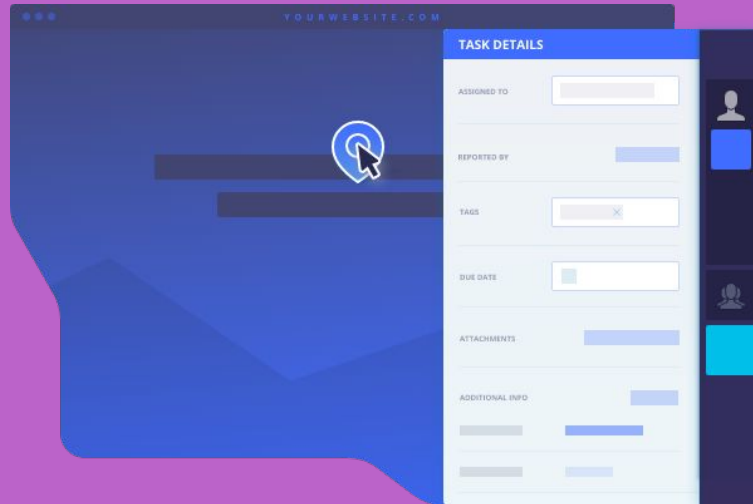 YOURWEBSITE.COM
TASK DETAILS
ASSIGNED TO
REPORTED BY
TAGS
DUE DATE
ATTACHMENTS
ADDITIONAL INFO